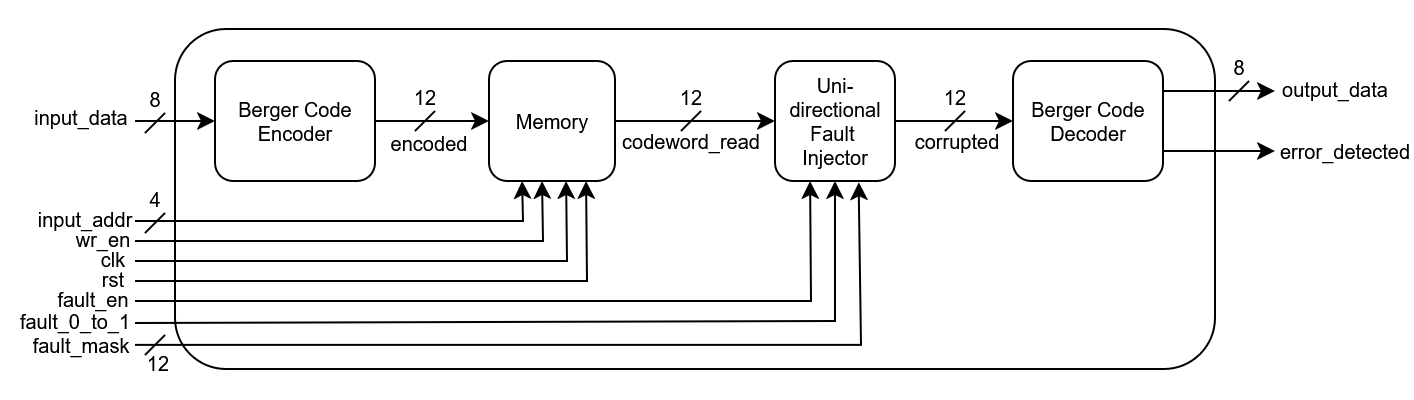 input_data
8
Berger Code
Encoder
12
encoded
Memory
12
codeword_read
Uni-
directional
Fault
Injector
12
corrupted
Berger Code
Decoder
8
output_data
error_detected
4
input_addr
wr_en
clk
rst
fault_en
fault_0_to_1
fault_mask
12